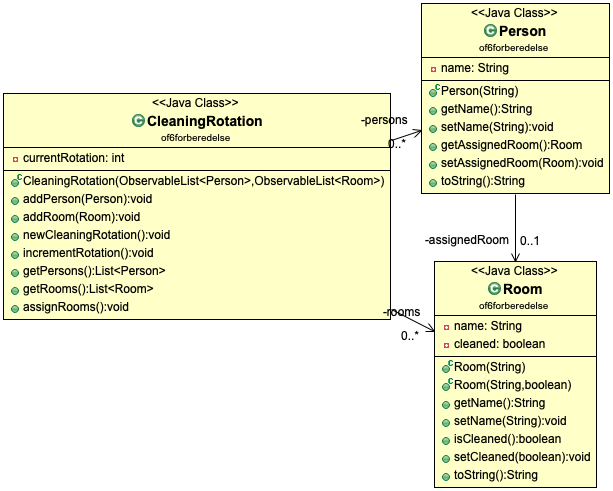 <<Java Class>>
C Person
of6forberedelse
name: String
Person(String)
getName():String
setName(String):void
getAssignedRoom():Room
setAssignedRoom(Room):void
toString():String
<<Java Class>>
C CleaningRotation
of6forberedelse
currentRotation: int
CleaningRotation(ObservableList<Person>,ObservableList<Room>)
addPerson(Person):void
addRoom(Room):void
newCleaningRotation():void
incrementRotation():void
getPersons():List<Person>
getRooms():List<Room>
assignRooms():void
-persons
0..*
-assignedRoom 0..1
-rooms
0..*
<<Java Class>>
C Room
of6forberedelse
name: String
cleaned: boolean
Room(String)
Room(String,boolean)
getName():String
setName(String):void
isCleaned():boolean
setCleaned(boolean):void
toString():String